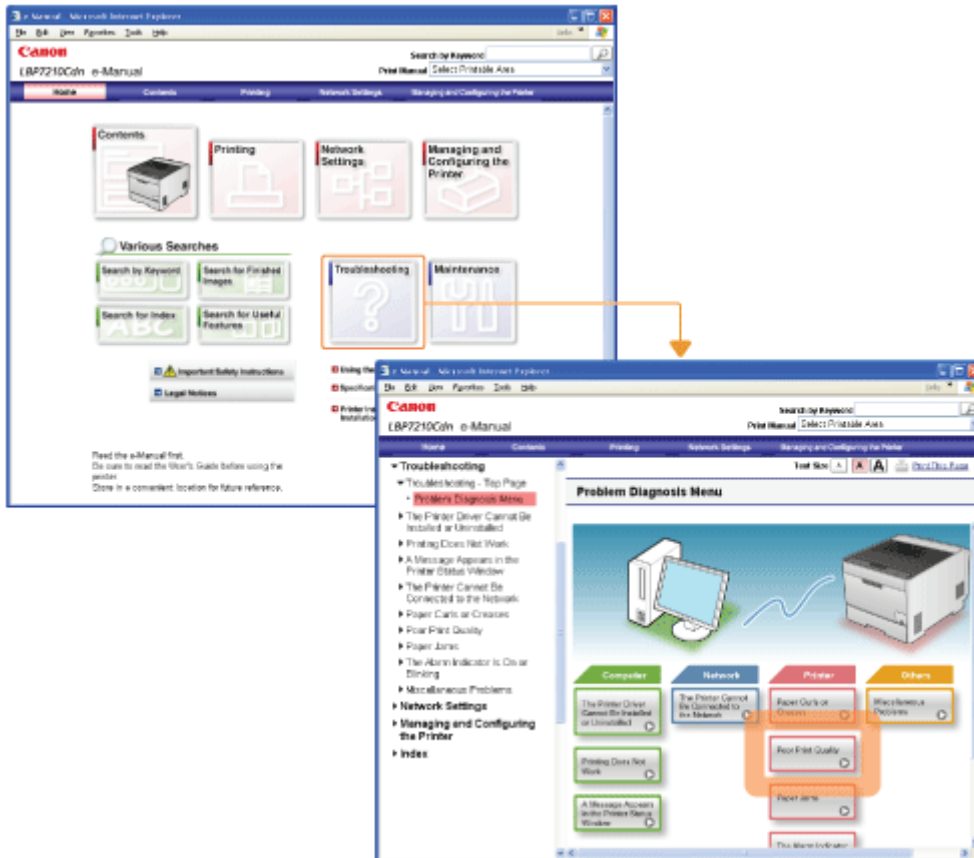 e-Manual - Microsoft Internet Explorer
File Edit View Favorites Tools Help
Links
Canon
Search by Keyword
LBP7210Cdn e-Manual
Print Manual Select Printable Area
Home Contents Printing Network Settings Managing and Configuring the Printer
Contents
Printing
Network
Settings
Managing and
Configuring the
Printer
Various Searches
Search by Keyword
Search for Finished
Images
Search for Index
ABC
Search for Useful
Features
Troubleshooting
Maintenance
Important Safety Instructions
Legal Notices
Using the
Read the e-Manual first.
Be sure to read the User's Guide before using the
printer.
Store in a convenient location for future reference.
e-Manual - Microsoft Internet Explorer
File Edit View Favorites Tools Help
Links
Canon
Search by Keyword
LBP7210Cdn e-Manual
Print Manual Select Printable Area
Home Contents Printing Network Settings Managing and Configuring the Printer
Troubleshooting
Troubleshooting - Top Page
Problem Diagnosis Menu
The Printer Driver Cannot Be
Installed or Uninstalled
Printing Does Not Work
A Message Appears in the
Printer Status Window
The Printer Cannot Be
Connected to the Network
Paper Curls or Creases
Poor Print Quality
Paper Jams
The Alarm Indicator Is On or
Blinking
Miscellaneous Problems
Network Settings
Managing and Configuring
the Printer
Index
Text Size A A A Print This Page
Problem Diagnosis Menu
Computer
Network
Printer
Others
The Printer Driver
Cannot Be Installed
or Uninstalled
The Printer Cannot
Be Connected to
the Network
Paper Curls or
Creases
Miscellaneous
Problems
Printing Does Not
Work
Poor Print Quality
A Message Appears
in the Printer Status
Window
Paper Jams
The Alarm Indicator